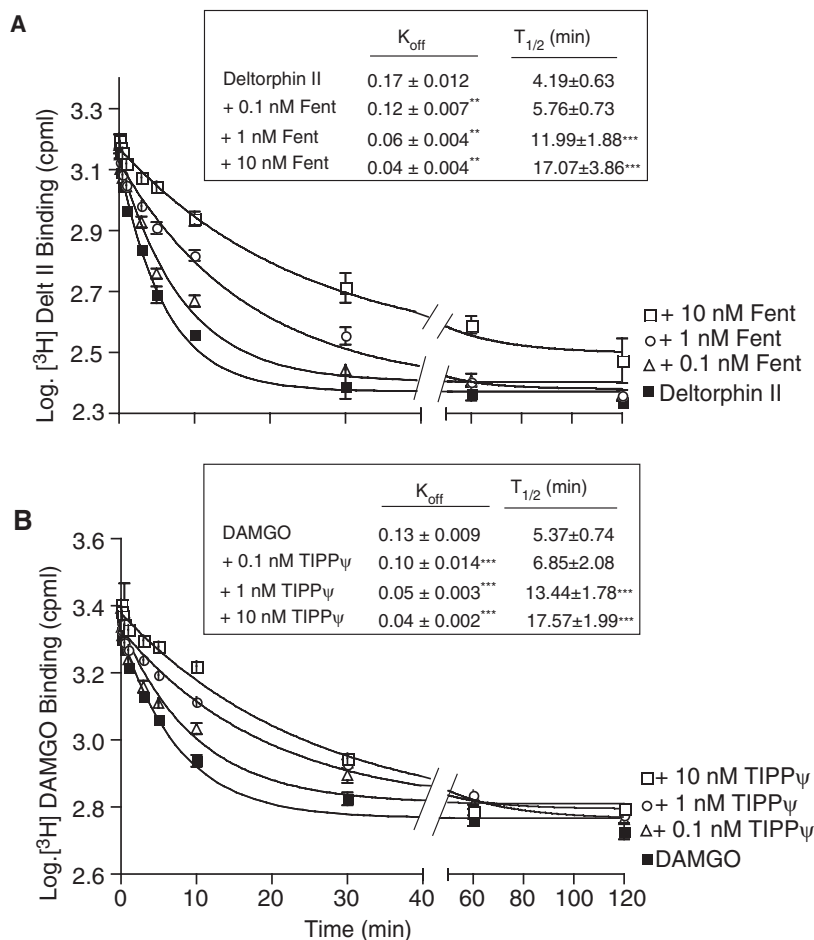 A
K_off T_1/2 (min)
Deltorphin II 0.17 ± 0.012 4.19±0.63
+ 0.1 nM Fent 0.12 ± 0.007** 5.76±0.73
+ 1 nM Fent 0.06 ± 0.004** 11.99±1.88***
+ 10 nM Fent 0.04 ± 0.004** 17.07±3.86***
Log. [³H] Delt II Binding (cpml)
3.3
3.1
2.9
2.7
2.5
2.3
+ 10 nM Fent
+ 1 nM Fent
+ 0.1 nM Fent
Deltorphin II
B
K_off T_1/2 (min)
DAMGO 0.13 ± 0.009 5.37±0.74
+ 0.1 nM TIPPψ 0.10 ± 0.014*** 6.85±2.08
+ 1 nM TIPPψ 0.05 ± 0.003*** 13.44±1.78***
+ 10 nM TIPPψ 0.04 ± 0.002*** 17.57±1.99***
Log.[³H] DAMGO Binding (cpml)
3.6
3.4
3.2
3.0
2.8
2.6
+ 10 nM TIPPψ
+ 1 nM TIPPψ
+ 0.1 nM TIPPψ
DAMGO
0 10 20 30 40 60 80 100 120
Time (min)